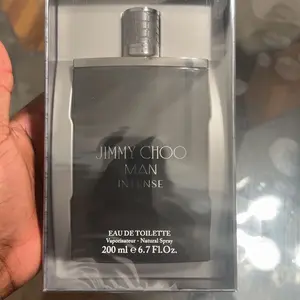 JIMMY CHOO
MAN
INTENSE
EAU DE TOILETTE
Vaporisateur - Natural Spray
200 ml e 6.7 Fl.Oz.